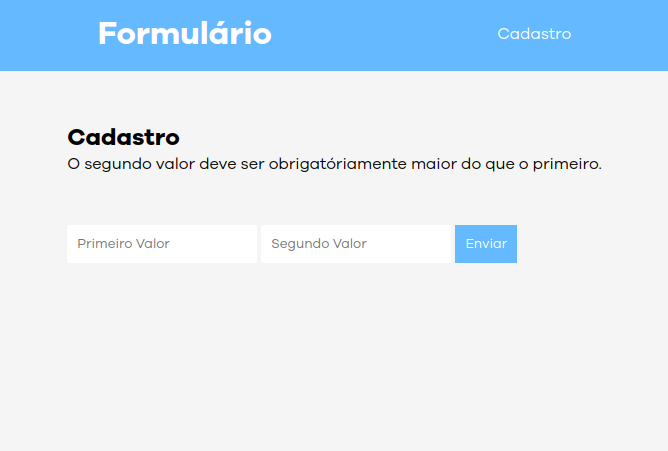 Formulário
Cadastro
Cadastro
O segundo valor deve ser obrigatóriamente maior do que o primeiro.
Primeiro Valor
Segundo Valor
Enviar